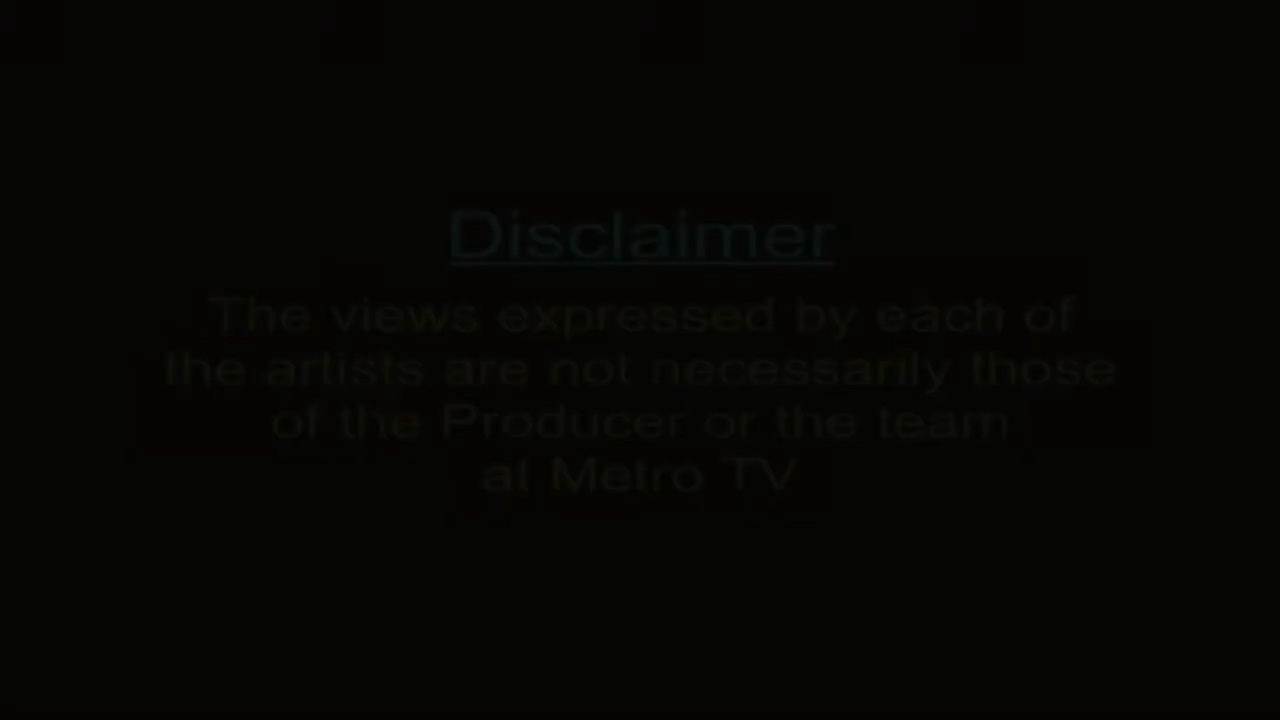 Disclaimer
The views expressed by each of
the artists are not necessarily those
of the Producer or the team
at Metro TV